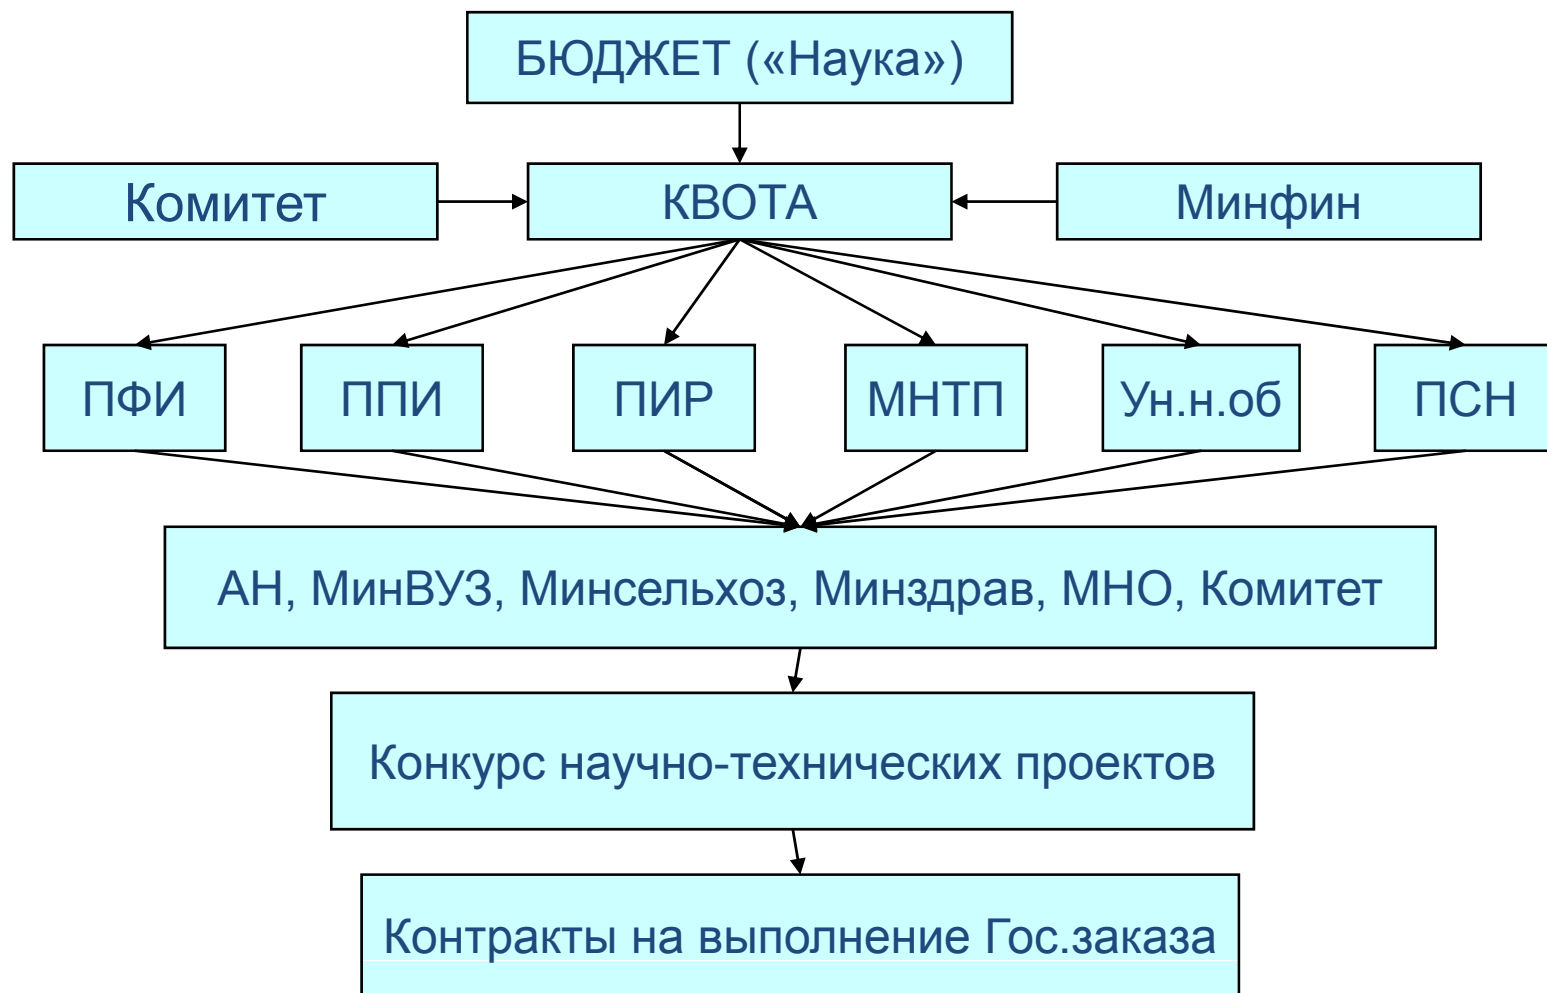 БЮДЖЕТ («Наука»)
Комитет
КВОТА
Минфин
ПФИ
ППИ
ПИР
МНТП
Ун.н.об
ПСН
АН, МинВУЗ, Минсельхоз, Минздрав, МНО, Комитет
Конкурс научно-технических проектов
Контракты на выполнение Гос.заказа